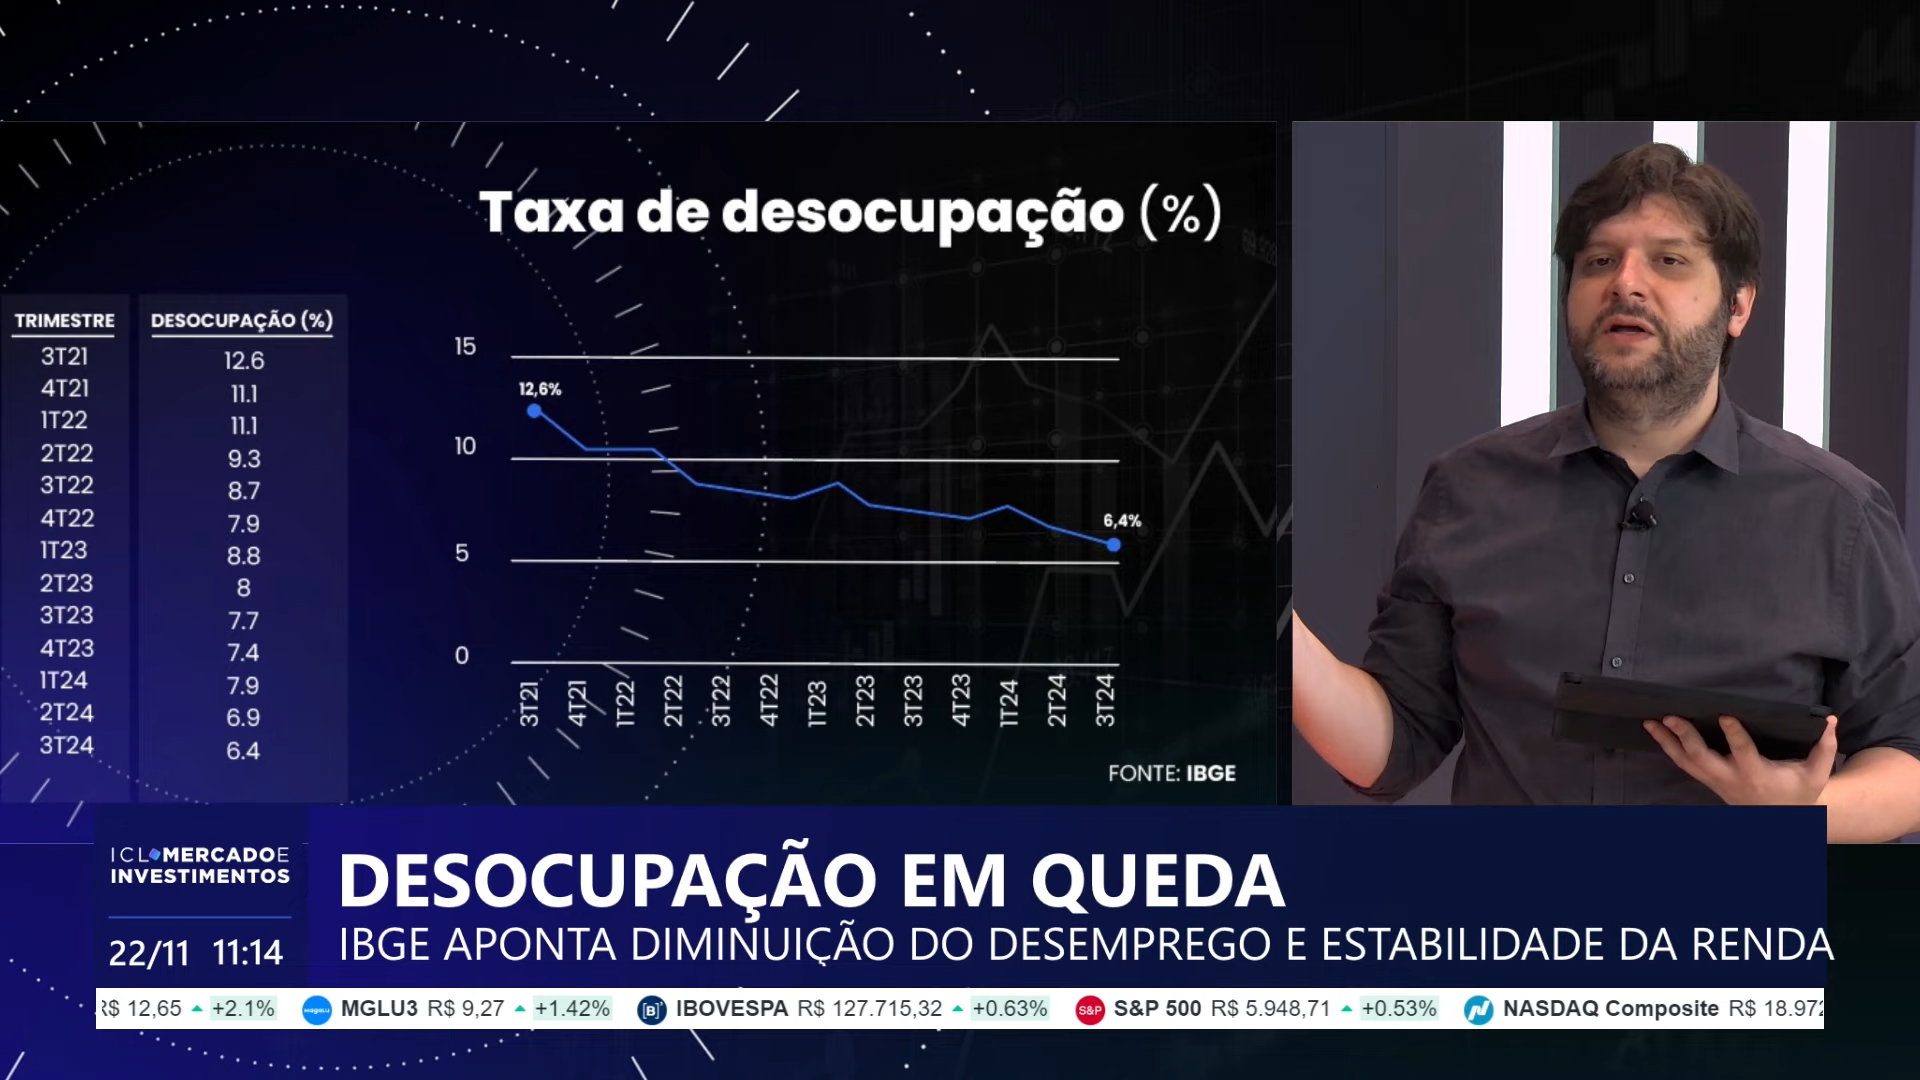 Taxa de desocupação (%)
TRIMESTRE DESOCUPAÇÃO (%)
3T21 12.6
4T21 11.1
1T22 11.1
2T22 9.3
3T22 8.7
4T22 7.9
1T23 8.8
2T23 8
3T23 7.7
4T23 7.4
1T24 7.9
2T24 6.9
3T24 6.4
15
12,6%
10
6,4%
5
0
3T21 4T21 1T22 2T22 3T22 4T22 1T23 2T23 3T23 4T23 1T24 2T24 3T24
FONTE: IBGE
ICL MERCADO E
INVESTIMENTOS
22/11 11:14
DESOCUPAÇÃO EM QUEDA
IBGE APONTA DIMINUIÇÃO DO DESEMPREGO E ESTABILIDADE DA RENDA
R$ 12,65 +2.1% magalu MGLU3 R$ 9,27 +1.42% [B]³ IBOVESPA R$ 127.715,32 +0.63% S&P S&P 500 R$ 5.948,71 +0.53% NASDAQ Composite R$ 18.972